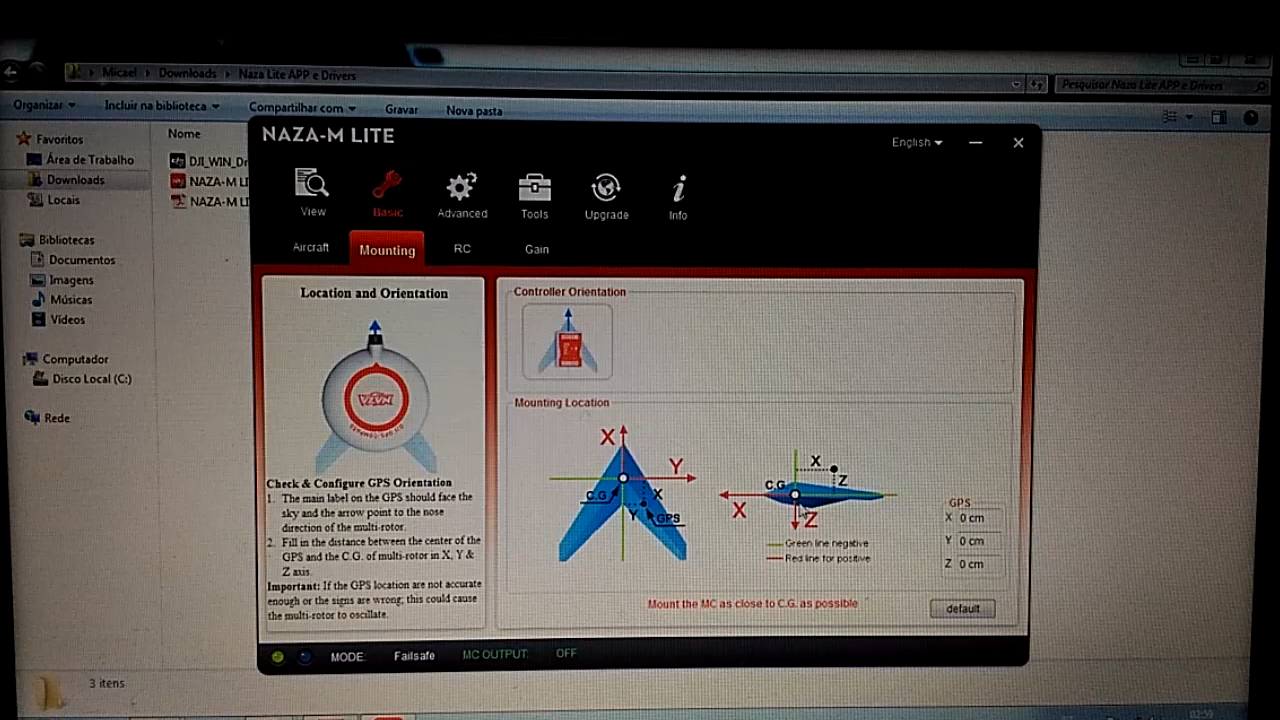 Micael Downloads Naza Lite APP e Drivers
Pesquisar Naza Lite APP e Drivers
Organizar Incluir na biblioteca Compartilhar com Gravar Nova pasta
Favoritos
Área de Trabalho
Downloads
Locais
Bibliotecas
Documentos
Imagens
Músicas
Vídeos
Computador
Disco Local (C:)
Rede
Nome
DJI_WIN_Dr
NAZA-M LI
NAZA-M LI
3 itens
NAZA-M LITE
English
View Basic Advanced Tools Upgrade Info
Aircraft Mounting RC Gain
Location and Orientation
NAZA
Check & Configure GPS Orientation
1. The main label on the GPS should face the
sky and the arrow point to the nose
direction of the multi-rotor.
2. Fill in the distance between the center of the
GPS and the C.G. of multi-rotor in X, Y &
Z axis.
Important: If the GPS location are not accurate
enough or the signs are wrong, this could cause
the multi-rotor to oscillate.
Controller Orientation
Mounting Location
X
Y
C.G
X
Y
GPS
X
Z
C.G
X
Z
Green line negative
Red line for positive
GPS
X 0 cm
Y 0 cm
Z 0 cm
Mount the MC as close to C.G. as possible
default
MODE: Failsafe MC OUTPUT: OFF